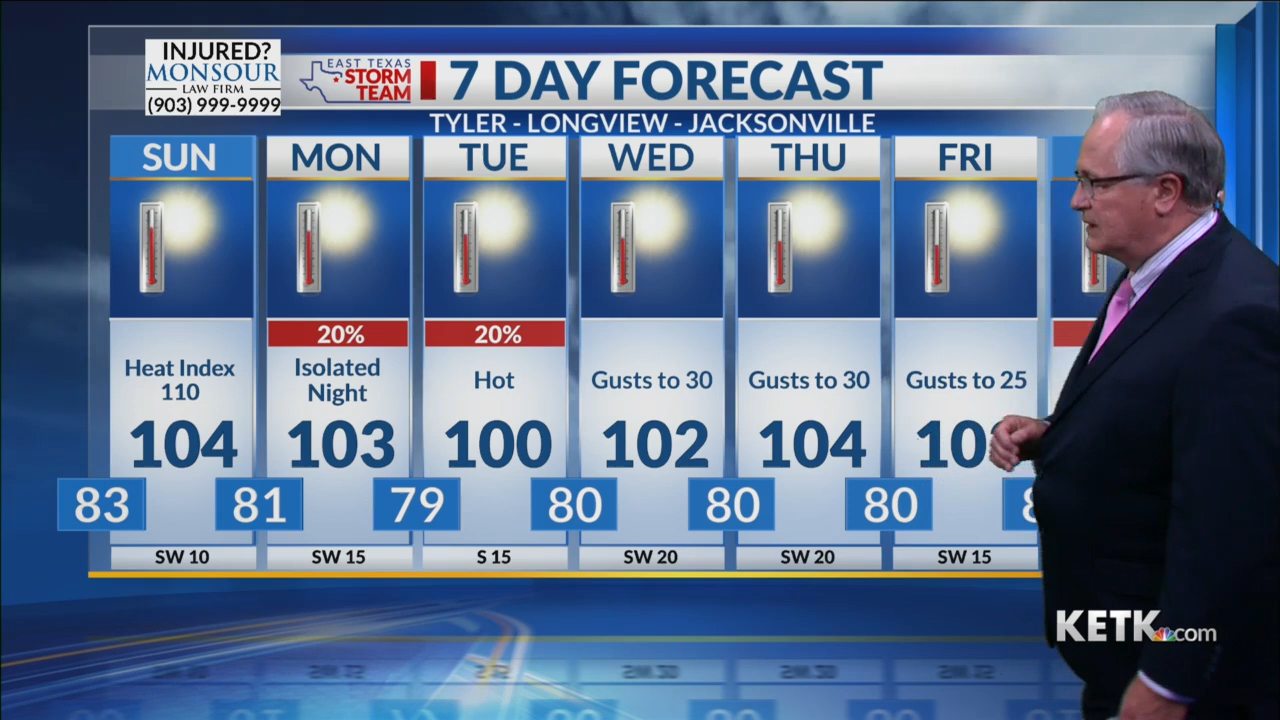 INJURED?
MONSOUR
LAW FIRM
(903) 999-9999
EAST TEXAS
STORM
TEAM
7 DAY FORECAST
TYLER - LONGVIEW - JACKSONVILLE
SUN MON TUE WED THU FRI
20% 20%
Heat Index
110
Isolated
Night
Hot
Gusts to 30
Gusts to 30
Gusts to 25
104 103 100 102 104
83 81 79 80 80 80
SW 10 SW 15 S 15 SW 20 SW 20 SW 15
KETK.com